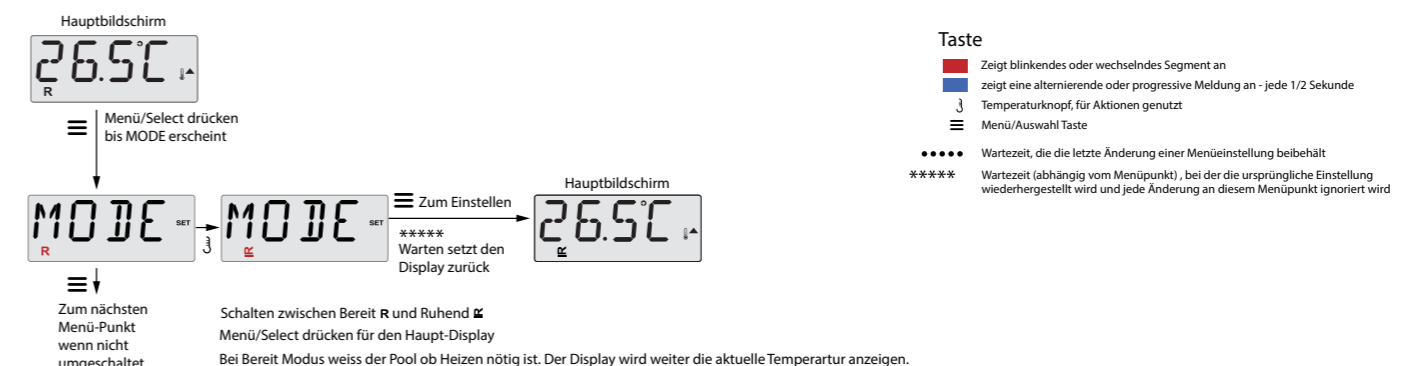 Hauptbildschirm
26.5°C
R
Menü/Select drücken
bis MODE erscheint
MODE SET
R
MODE SET
R
Zum Einstellen
*****
Warten setzt den
Display zurück
Hauptbildschirm
26.5°C
R
Zum nächsten
Menü-Punkt
wenn nicht
umgeschaltet
Schalten zwischen Bereit R und Ruhend R
Menü/Select drücken für den Haupt-Display
Bei Bereit Modus weiss der Pool ob Heizen nötig ist. Der Display wird weiter die aktuelle Temperartur anzeigen.
Taste
Zeigt blinkendes oder wechselndes Segment an
zeigt eine alternierende oder progressive Meldung an - jede 1/2 Sekunde
Temperaturknopf, für Aktionen genutzt
Menü/Auswahl Taste
••••• Wartezeit, die die letzte Änderung einer Menüeinstellung beibehält
***** Wartezeit (abhängig vom Menüpunkt) , bei der die ursprüngliche Einstellung
wiederhergestellt wird und jede Änderung an diesem Menüpunkt ignoriert wird